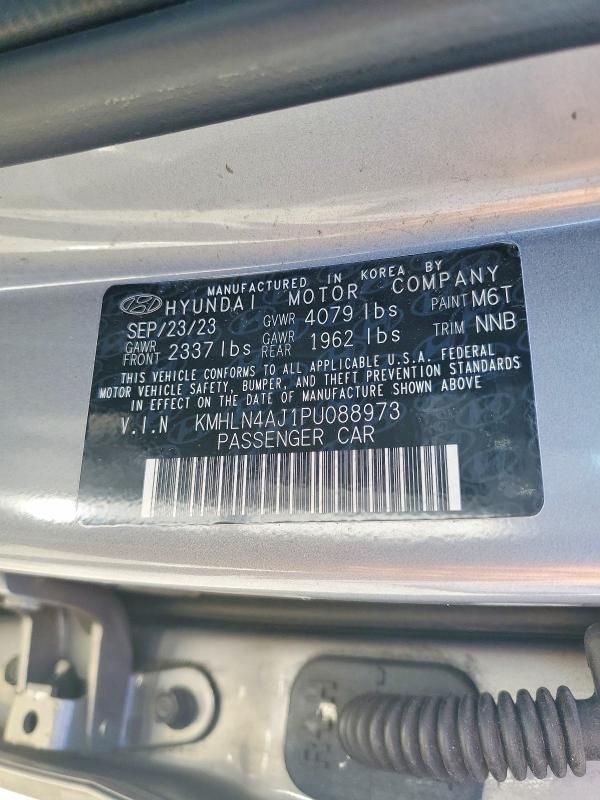 MANUFACTURED IN KOREA BY
HYUNDAI MOTOR COMPANY
SEP/23/23 GVWR 4079 lbs PAINT M6T
GAWR FRONT 2337 lbs GAWR REAR 1962 lbs TRIM NNB
THIS VEHICLE CONFORMS TO ALL APPLICABLE U.S.A. FEDERAL
MOTOR VEHICLE SAFETY, BUMPER, AND THEFT PREVENTION STANDARDS
IN EFFECT ON THE DATE OF MANUFACTURE SHOWN ABOVE
V.I.N KMHLN4AJ1PU088973
PASSENGER CAR